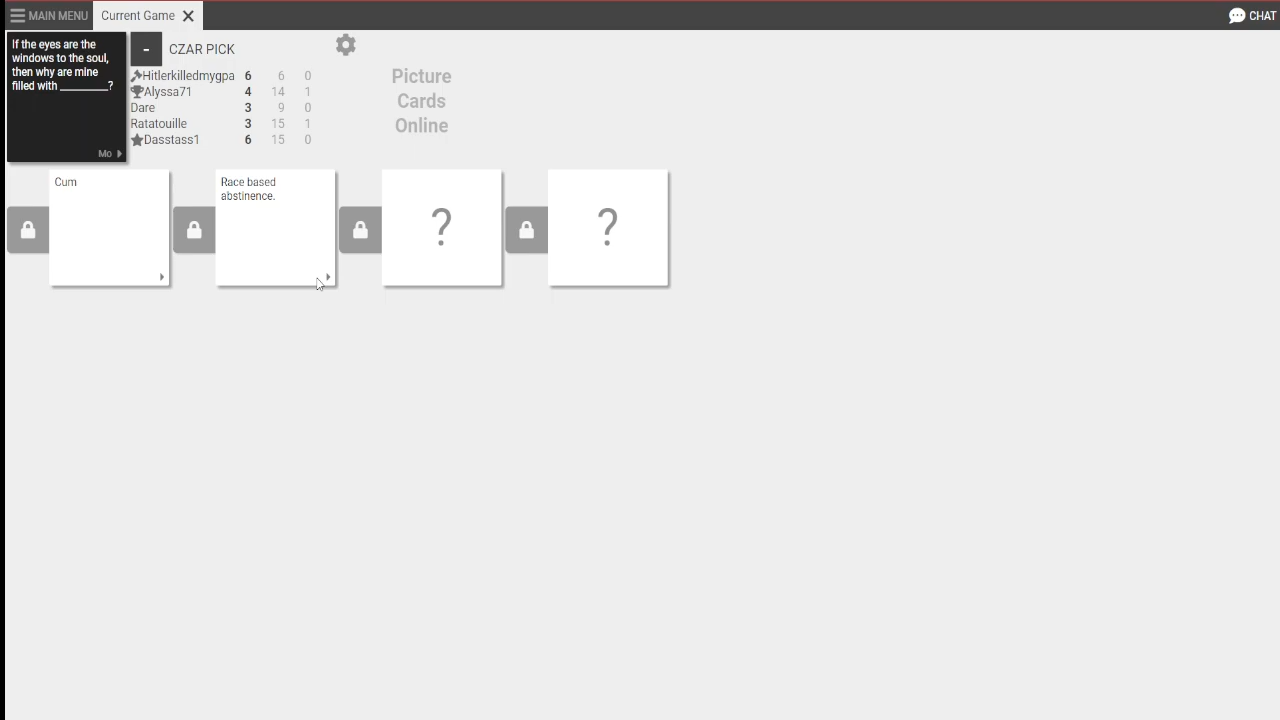 MAIN MENU
Current Game
CHAT
If the eyes are the
windows to the soul,
then why are mine
filled with _________?
Mo
-
CZAR PICK
Hitlerkilledmygpa 6 6 0
Alyssa71 4 14 1
Dare 3 9 0
Ratatouille 3 15 1
Dasstass1 6 15 0
Picture
Cards
Online
Cum
Race based
abstinence.
?
?